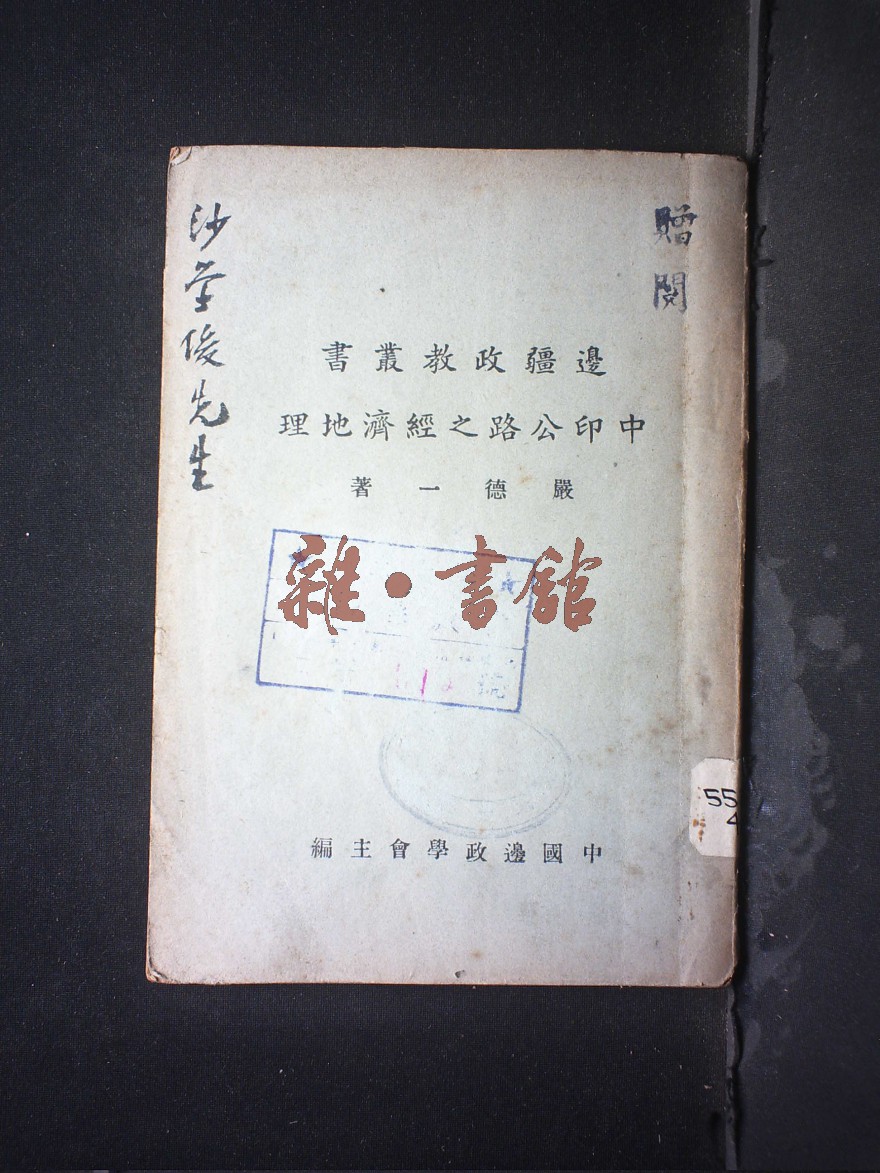 贈閱
邊疆政教叢書
中印公路之經濟地理
嚴德一著
雜·書館
中國邊政學會主編
沙學俊先生
55
4